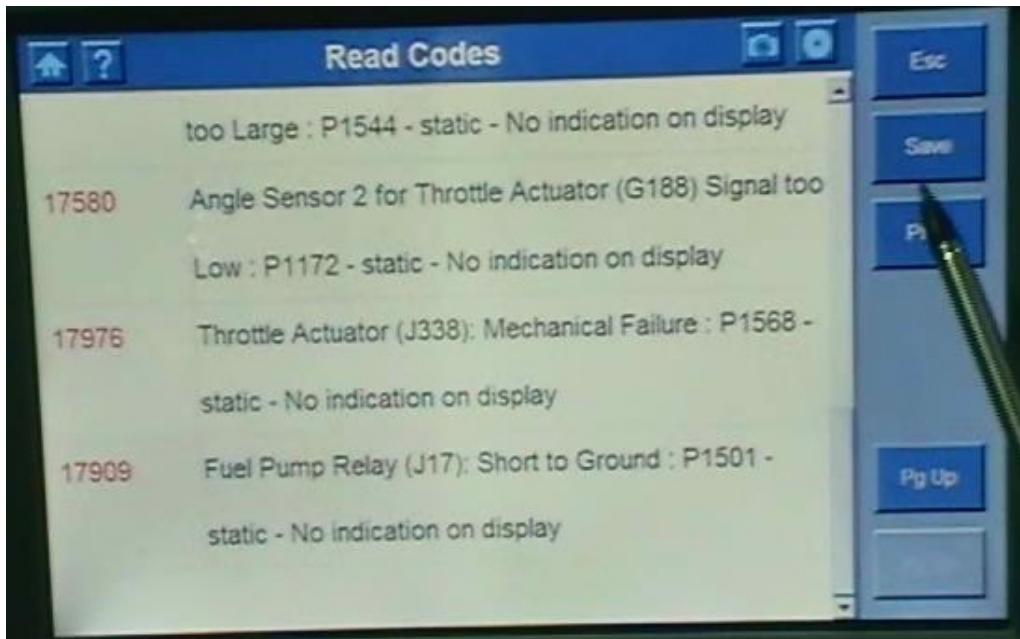 ?
Read Codes
Esc
too Large : P1544 - static - No indication on display
Save
17580 Angle Sensor 2 for Throttle Actuator (G188) Signal too
Low : P1172 - static - No indication on display
17976 Throttle Actuator (J338): Mechanical Failure : P1568 -
static - No indication on display
17909 Fuel Pump Relay (J17): Short to Ground : P1501 -
Pg Up
static - No indication on display